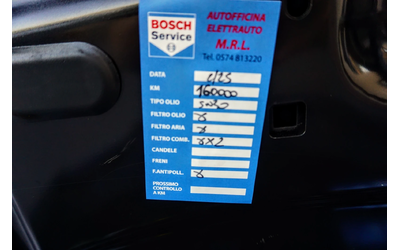 BOSCH
Service
AUTOFFICINA
ELETTRAUTO
M.R.L.
Tel. 0574 813220
DATA
KM 160000
TIPO OLIO 5W30
FILTRO OLIO
FILTRO ARIA
FILTRO COMB. X2
CANDELE
FRENI
F.ANTIPOLL.
PROSSIMO
CONTROLLO
A KM